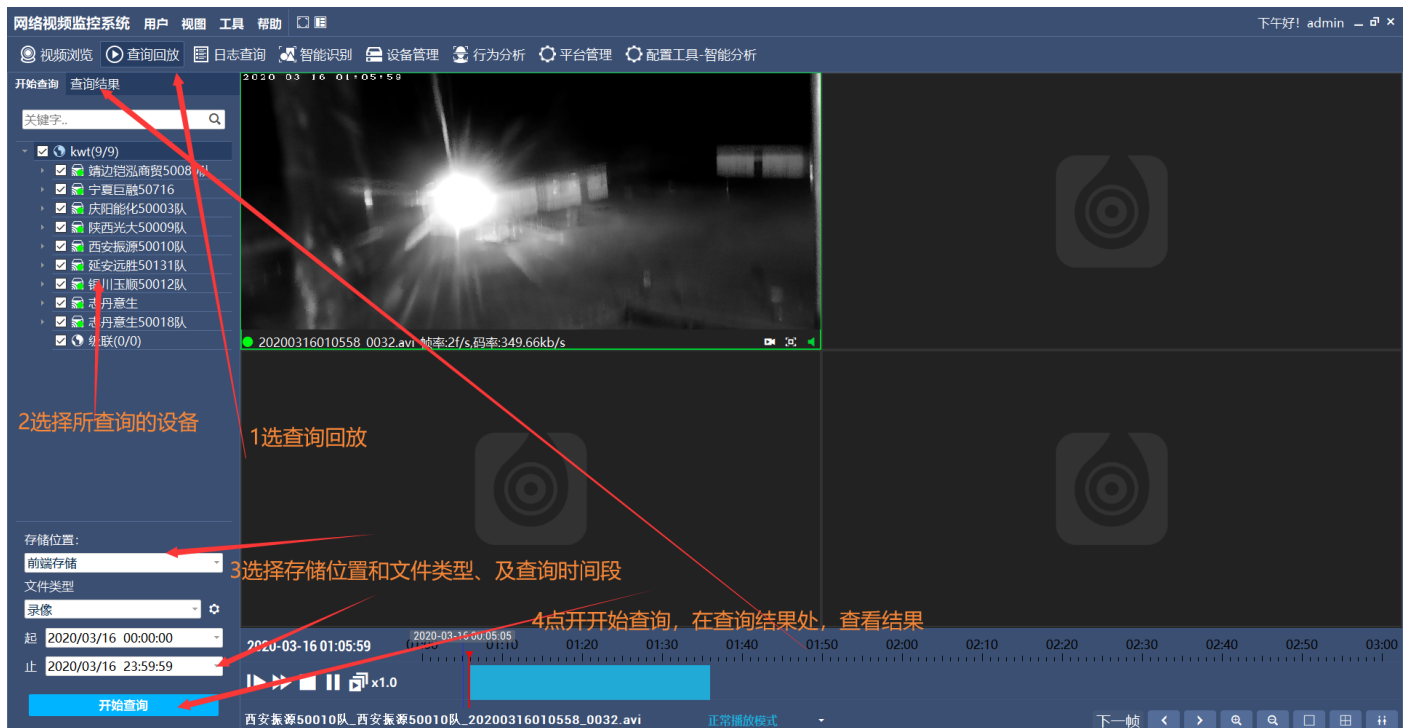 网络视频监控系统 用户 视图 工具 帮助 下午好! admin
视频浏览 查询回放 日志查询 智能识别 设备管理 行为分析 平台管理 配置工具-智能分析
开始查询 查询结果
2020 03 16 01:05:59
关键字..
kwt(9/9)
靖边铠泓商贸50080队
宁夏巨融50716
庆阳能化50003队
陕西光大50009队
西安振源50010队
延安远胜50131队
银川玉顺50012队
志丹意生
志丹意生50018队
级联(0/0)
20200316010558_0032.avi 帧率:2f/s,码率:349.66kb/s
2选择所查询的设备
1选查询回放
存储位置:
前端存储
3选择存储位置和文件类型、及查询时间段
文件类型
录像
4点开开始查询，在查询结果处，查看结果
起 2020/03/16 00:00:00
止 2020/03/16 23:59:59
开始查询
2020-03-16 01:05:59
2020-03-16 00:05:05
01:00 01:10 01:20 01:30 01:40 01:50 02:00 02:10 02:20 02:30 02:40 02:50 03:00
x1.0
西安振源50010队_西安振源50010队_20200316010558_0032.avi 正常播放模式 下一帧